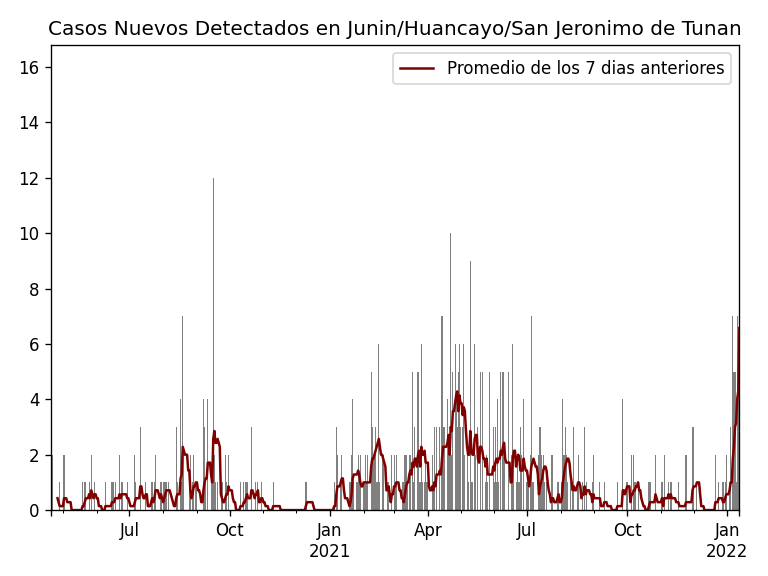 Casos Nuevos Detectados en Junin/Huancayo/San Jeronimo de Tunan
Promedio de los 7 dias anteriores
16
14
12
10
8
6
4
2
0
Jul
Oct
Jan
2021
Apr
Jul
Oct
Jan
2022